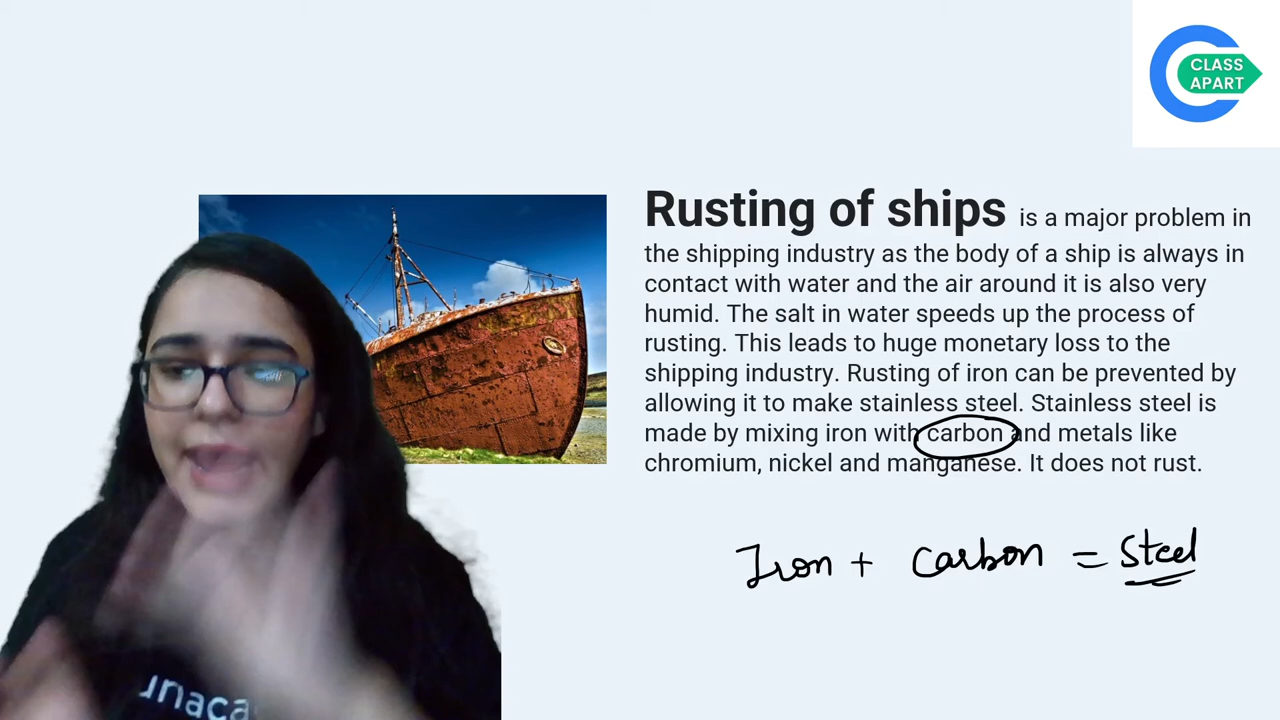 CLASS
APART
Rusting of ships is a major problem in
the shipping industry as the body of a ship is always in
contact with water and the air around it is also very
humid. The salt in water speeds up the process of
rusting. This leads to huge monetary loss to the
shipping industry. Rusting of iron can be prevented by
allowing it to make stainless steel. Stainless steel is
made by mixing iron with carbon and metals like
chromium, nickel and manganese. It does not rust.
Iron + Carbon = Steel